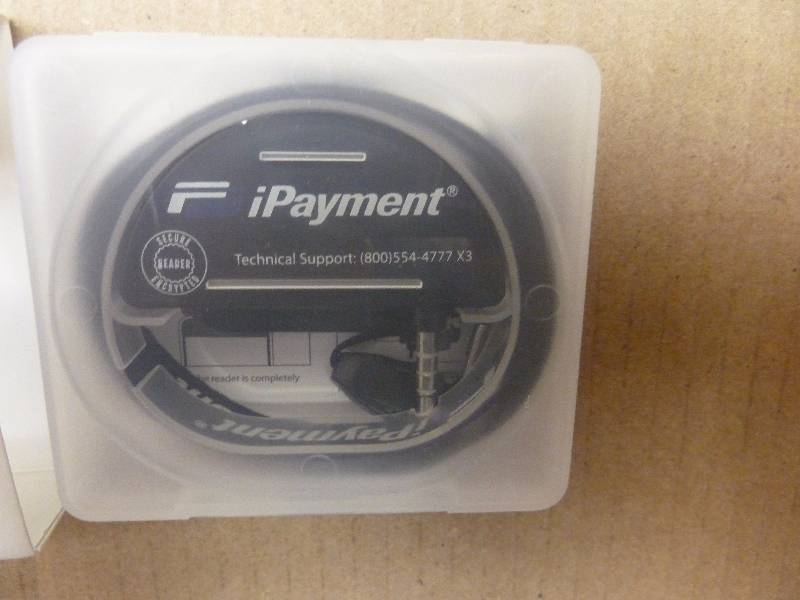 iPayment®
SECURE
READER
ENCRYPTED
Technical Support: (800)554-4777 X3
reader is completely
iPayment®